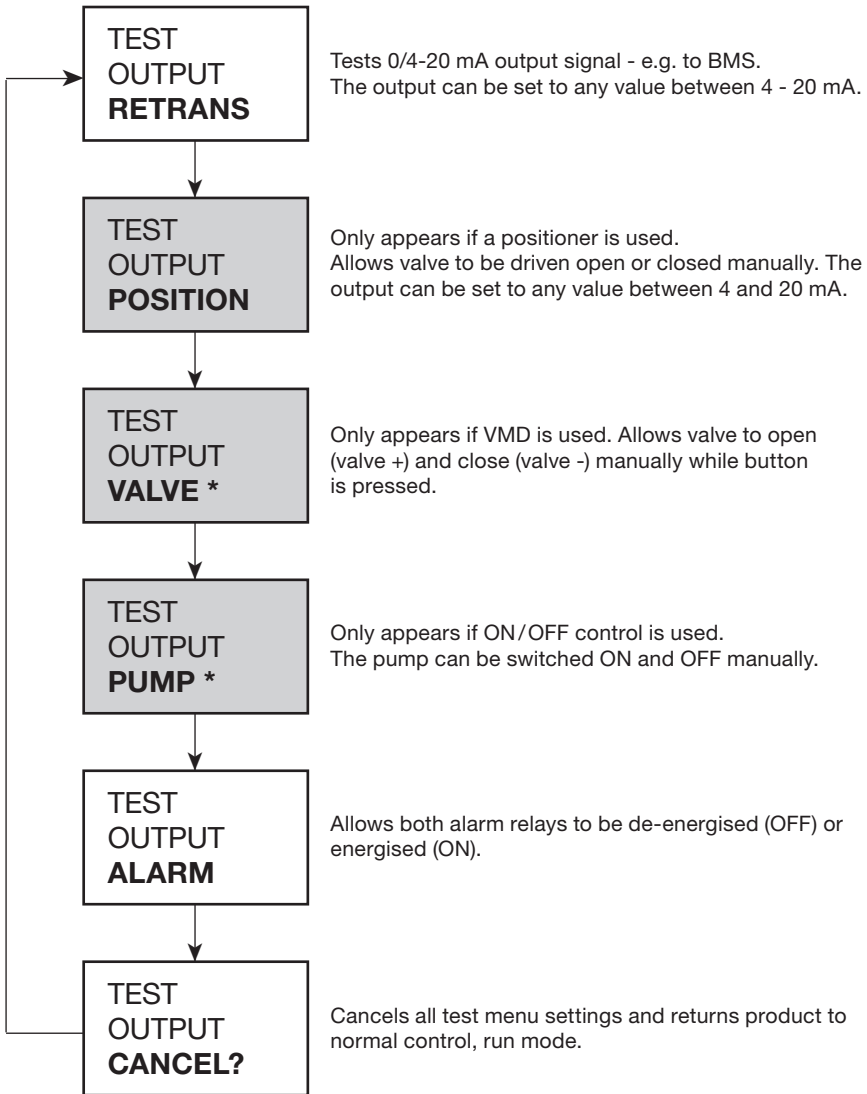 TEST
OUTPUT
RETRANS
Tests 0/4-20 mA output signal - e.g. to BMS.
The output can be set to any value between 4 - 20 mA.
TEST
OUTPUT
POSITION
Only appears if a positioner is used.
Allows valve to be driven open or closed manually. The
output can be set to any value between 4 and 20 mA.
TEST
OUTPUT
VALVE *
Only appears if VMD is used. Allows valve to open
(valve +) and close (valve -) manually while button
is pressed.
TEST
OUTPUT
PUMP *
Only appears if ON/OFF control is used.
The pump can be switched ON and OFF manually.
TEST
OUTPUT
ALARM
Allows both alarm relays to be de-energised (OFF) or
energised (ON).
TEST
OUTPUT
CANCEL?
Cancels all test menu settings and returns product to
normal control, run mode.